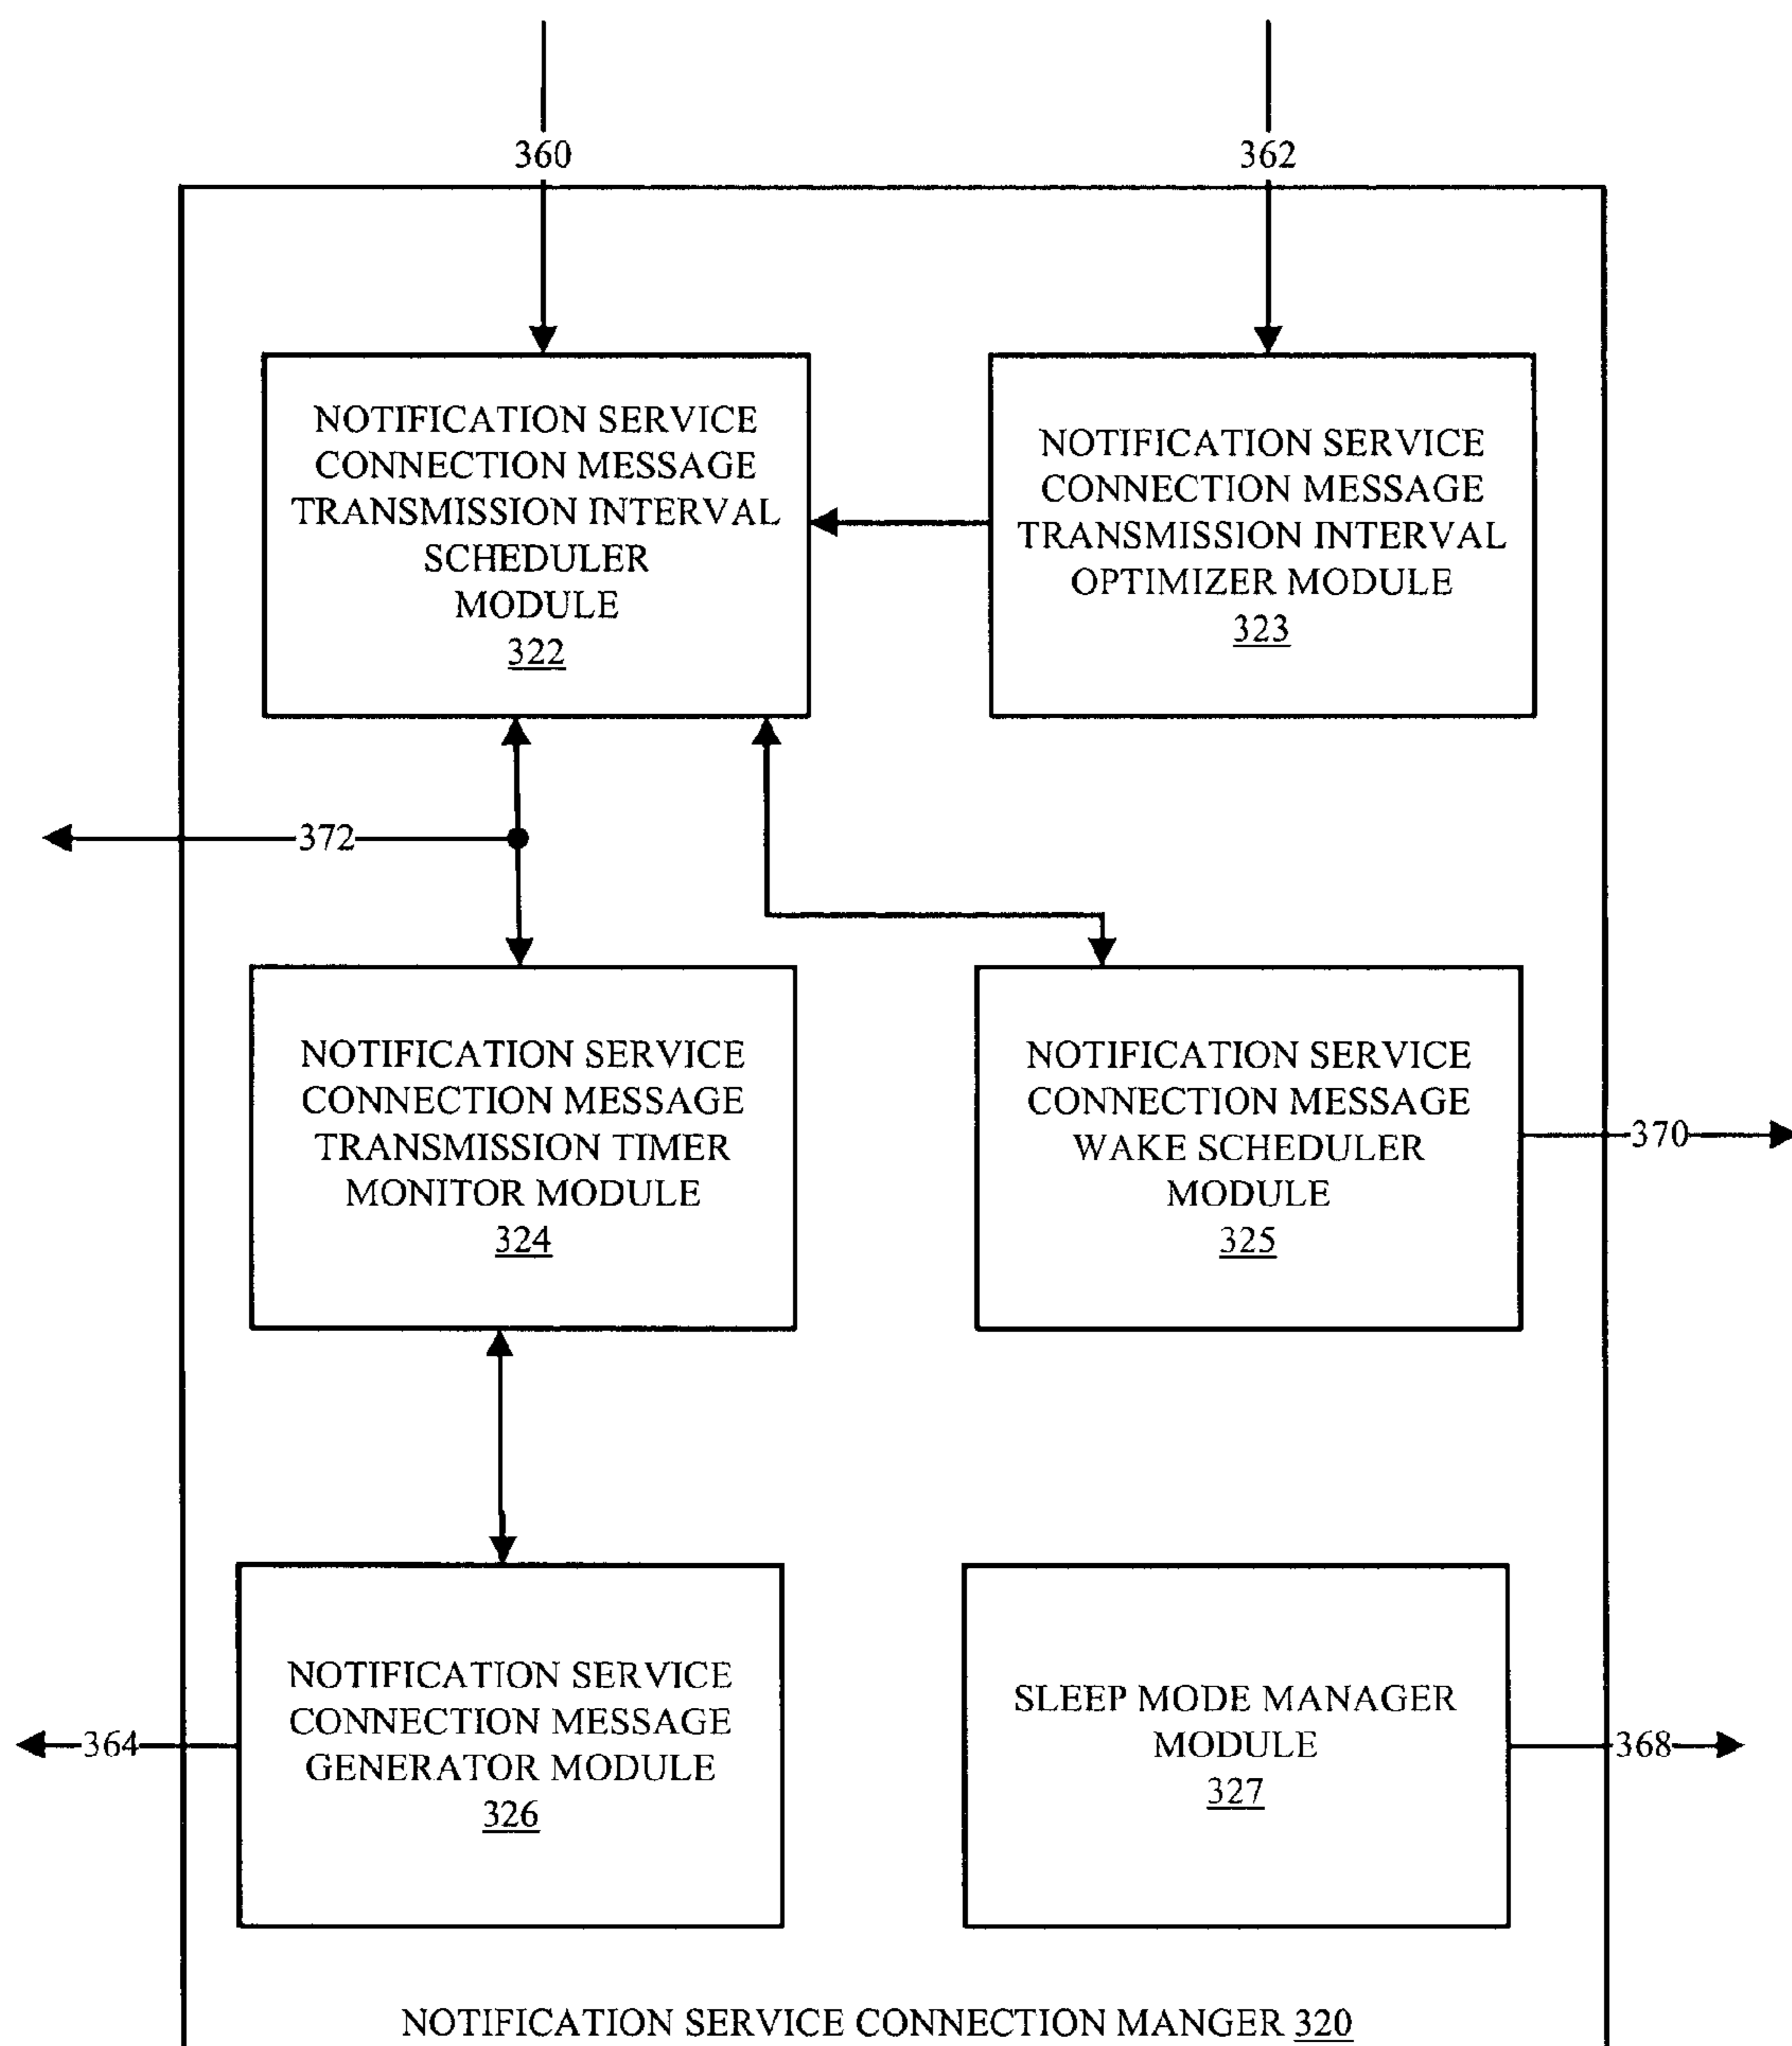 360
362
NOTIFICATION SERVICE
CONNECTION MESSAGE
TRANSMISSION INTERVAL
SCHEDULER
MODULE
322
NOTIFICATION SERVICE
CONNECTION MESSAGE
TRANSMISSION INTERVAL
OPTIMIZER MODULE
323
372
NOTIFICATION SERVICE
CONNECTION MESSAGE
TRANSMISSION TIMER
MONITOR MODULE
324
NOTIFICATION SERVICE
CONNECTION MESSAGE
WAKE SCHEDULER
MODULE
325
370
364
NOTIFICATION SERVICE
CONNECTION MESSAGE
GENERATOR MODULE
326
SLEEP MODE MANAGER
MODULE
327
368
NOTIFICATION SERVICE CONNECTION MANGER 320